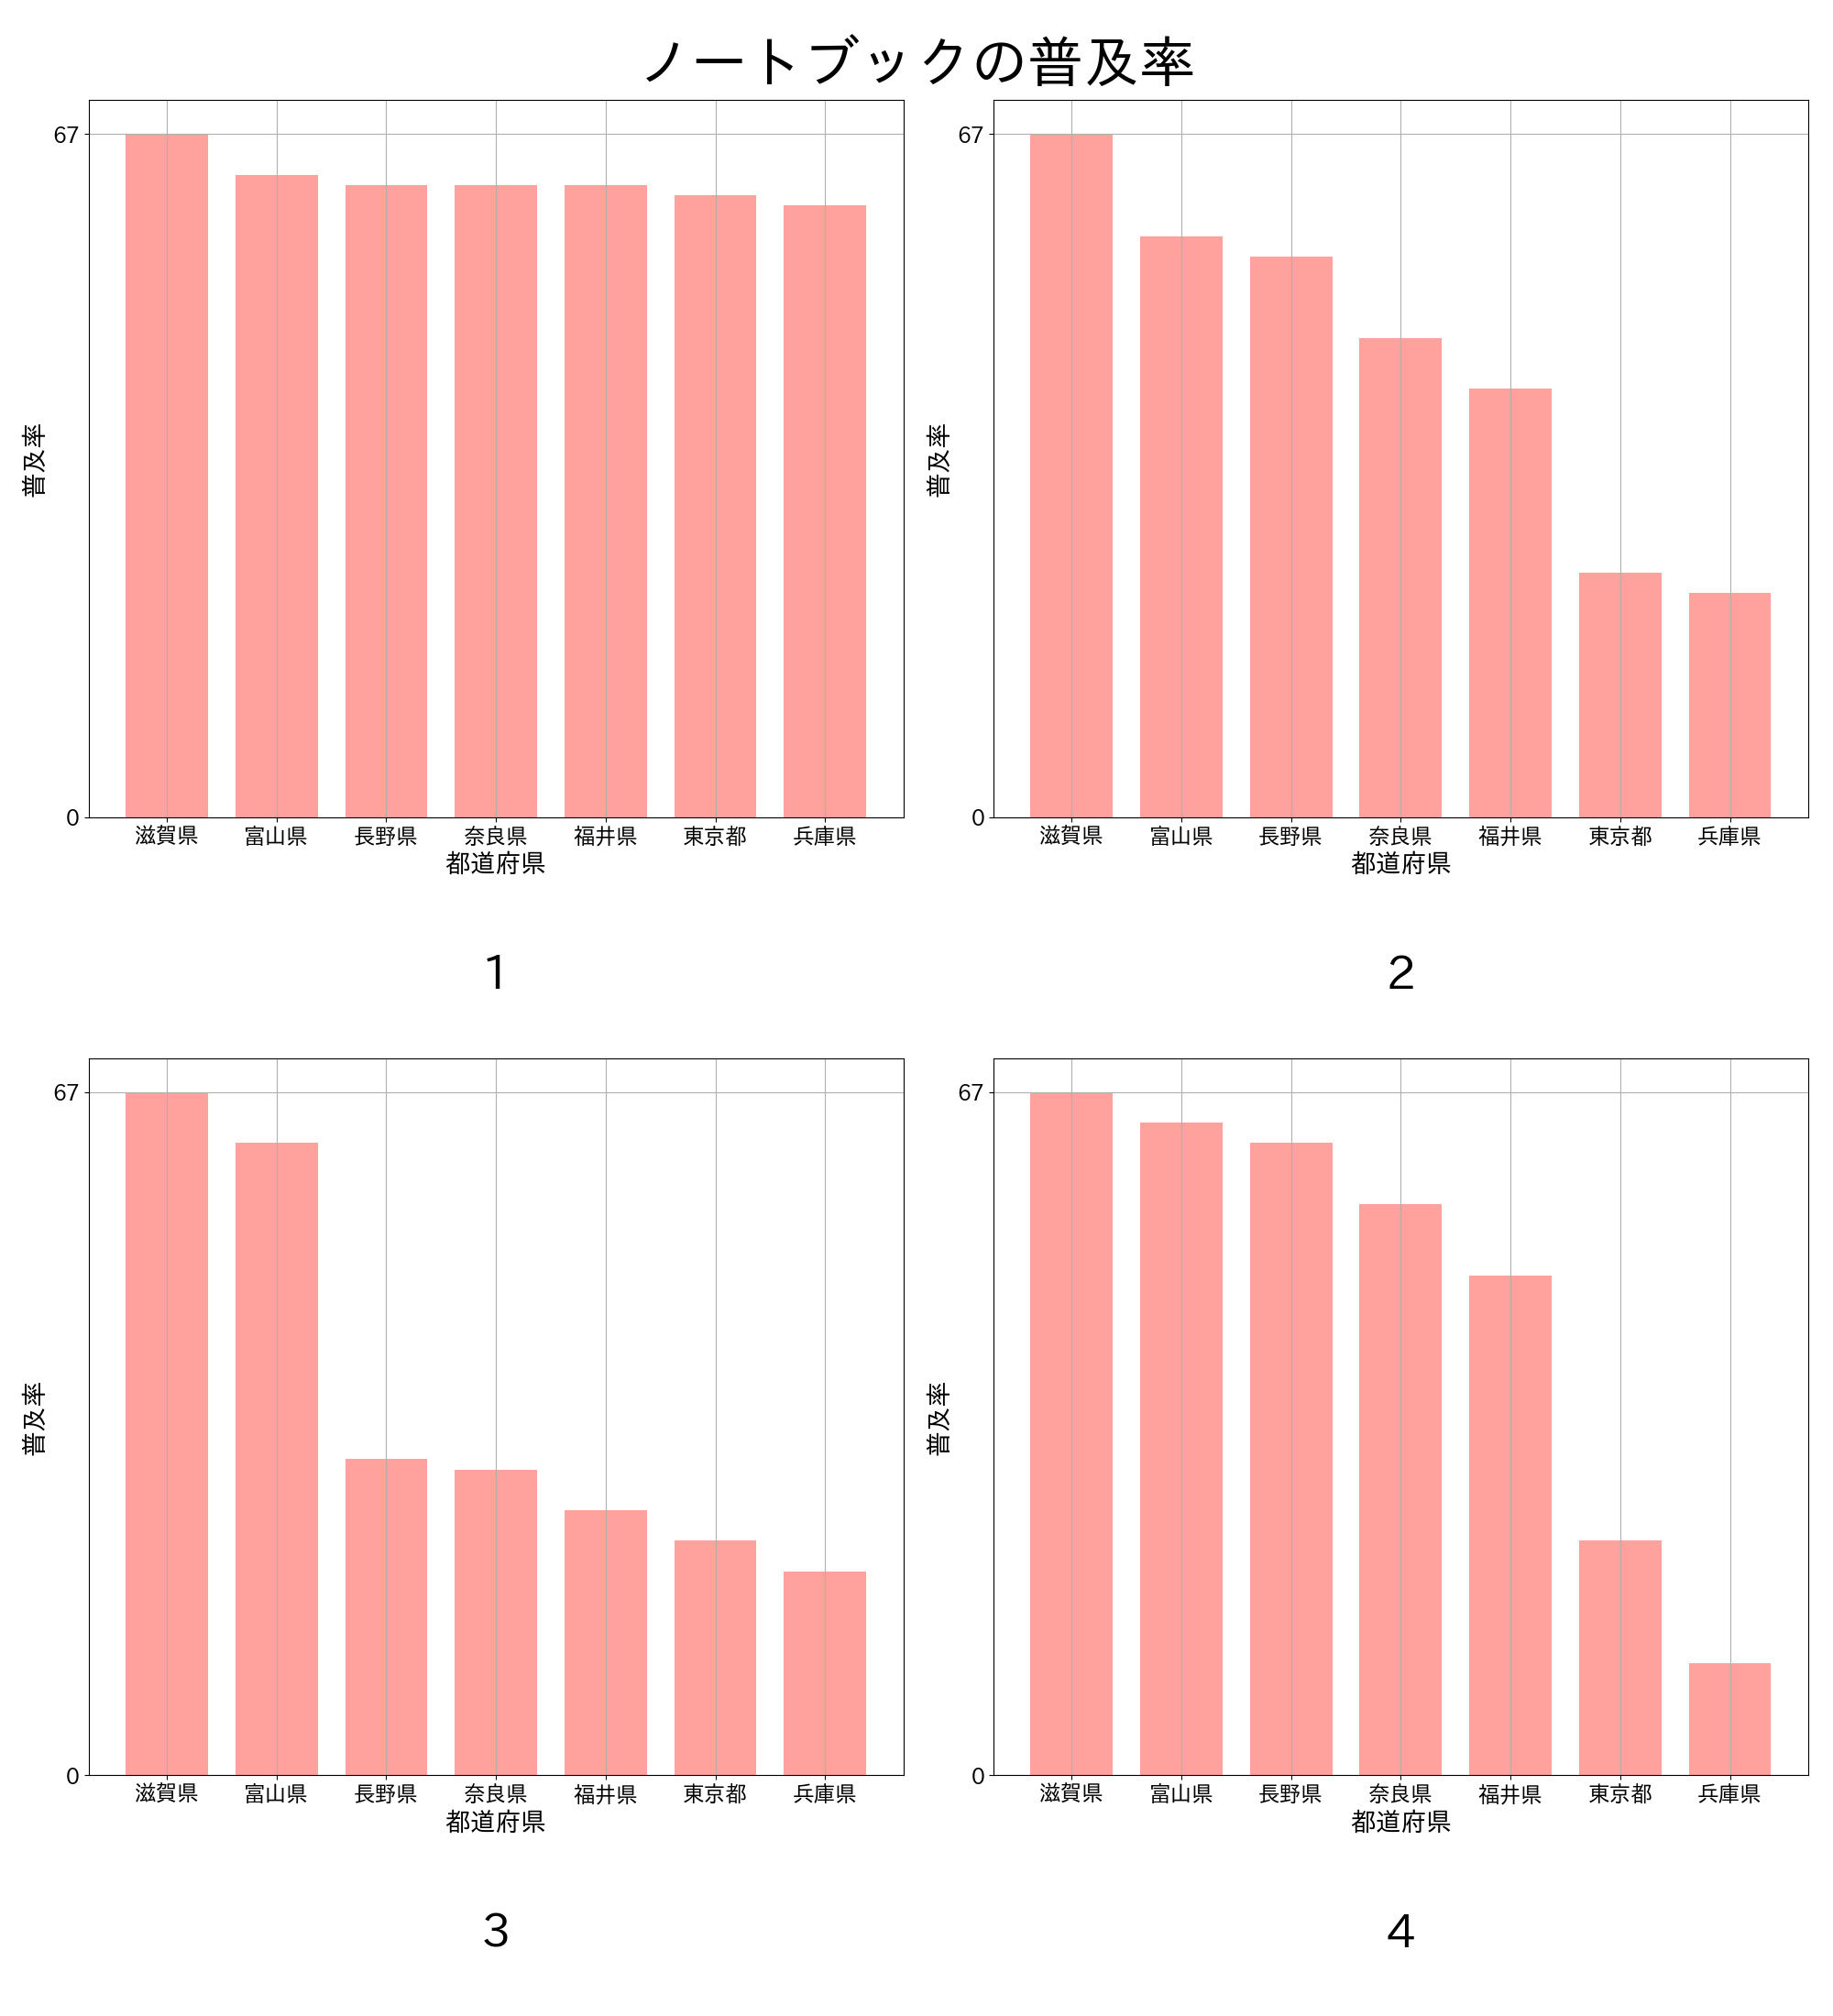 ノートブックの普及率
67
0
普及率
滋賀県 富山県 長野県 奈良県 福井県 東京都 兵庫県
都道府県
1
67
0
普及率
滋賀県 富山県 長野県 奈良県 福井県 東京都 兵庫県
都道府県
2
67
0
普及率
滋賀県 富山県 長野県 奈良県 福井県 東京都 兵庫県
都道府県
3
67
0
普及率
滋賀県 富山県 長野県 奈良県 福井県 東京都 兵庫県
都道府県
4